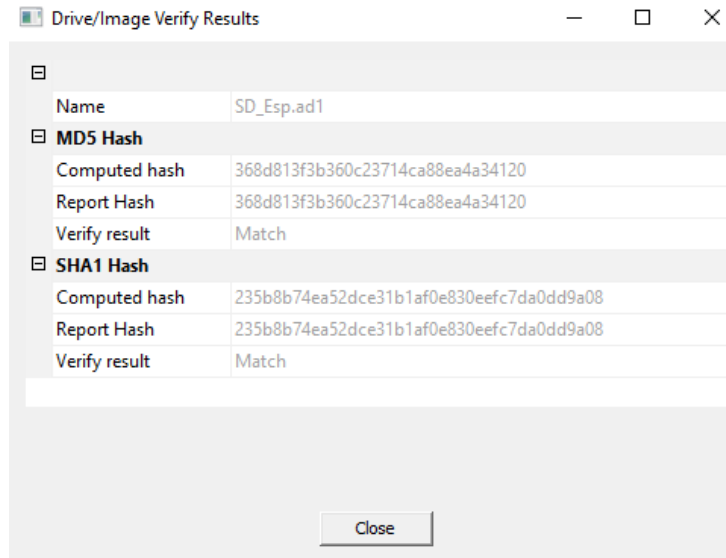 Drive/Image Verify Results
Name SD_Esp.ad1
MD5 Hash
Computed hash 368d813f3b360c23714ca88ea4a34120
Report Hash 368d813f3b360c23714ca88ea4a34120
Verify result Match
SHA1 Hash
Computed hash 235b8b74ea52dce31b1af0e830eefc7da0dd9a08
Report Hash 235b8b74ea52dce31b1af0e830eefc7da0dd9a08
Verify result Match
Close